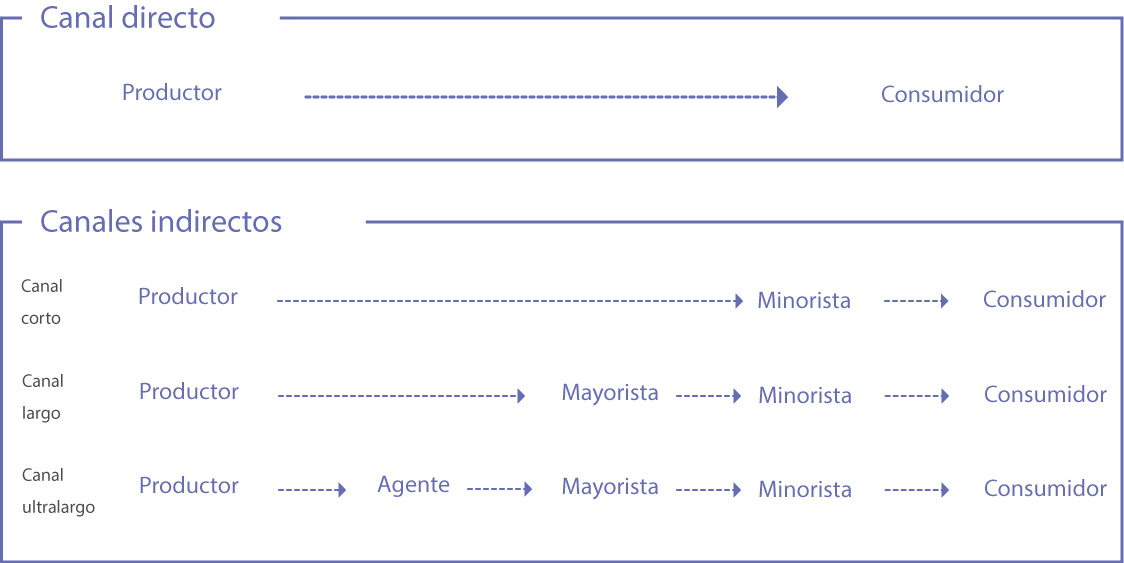 Canal directo
Productor
Consumidor
Canales indirectos
Canal
corto
Productor
Minorista
Consumidor
Canal
largo
Productor
Mayorista
Minorista
Consumidor
Canal
ultralargo
Productor
Agente
Mayorista
Minorista
Consumidor